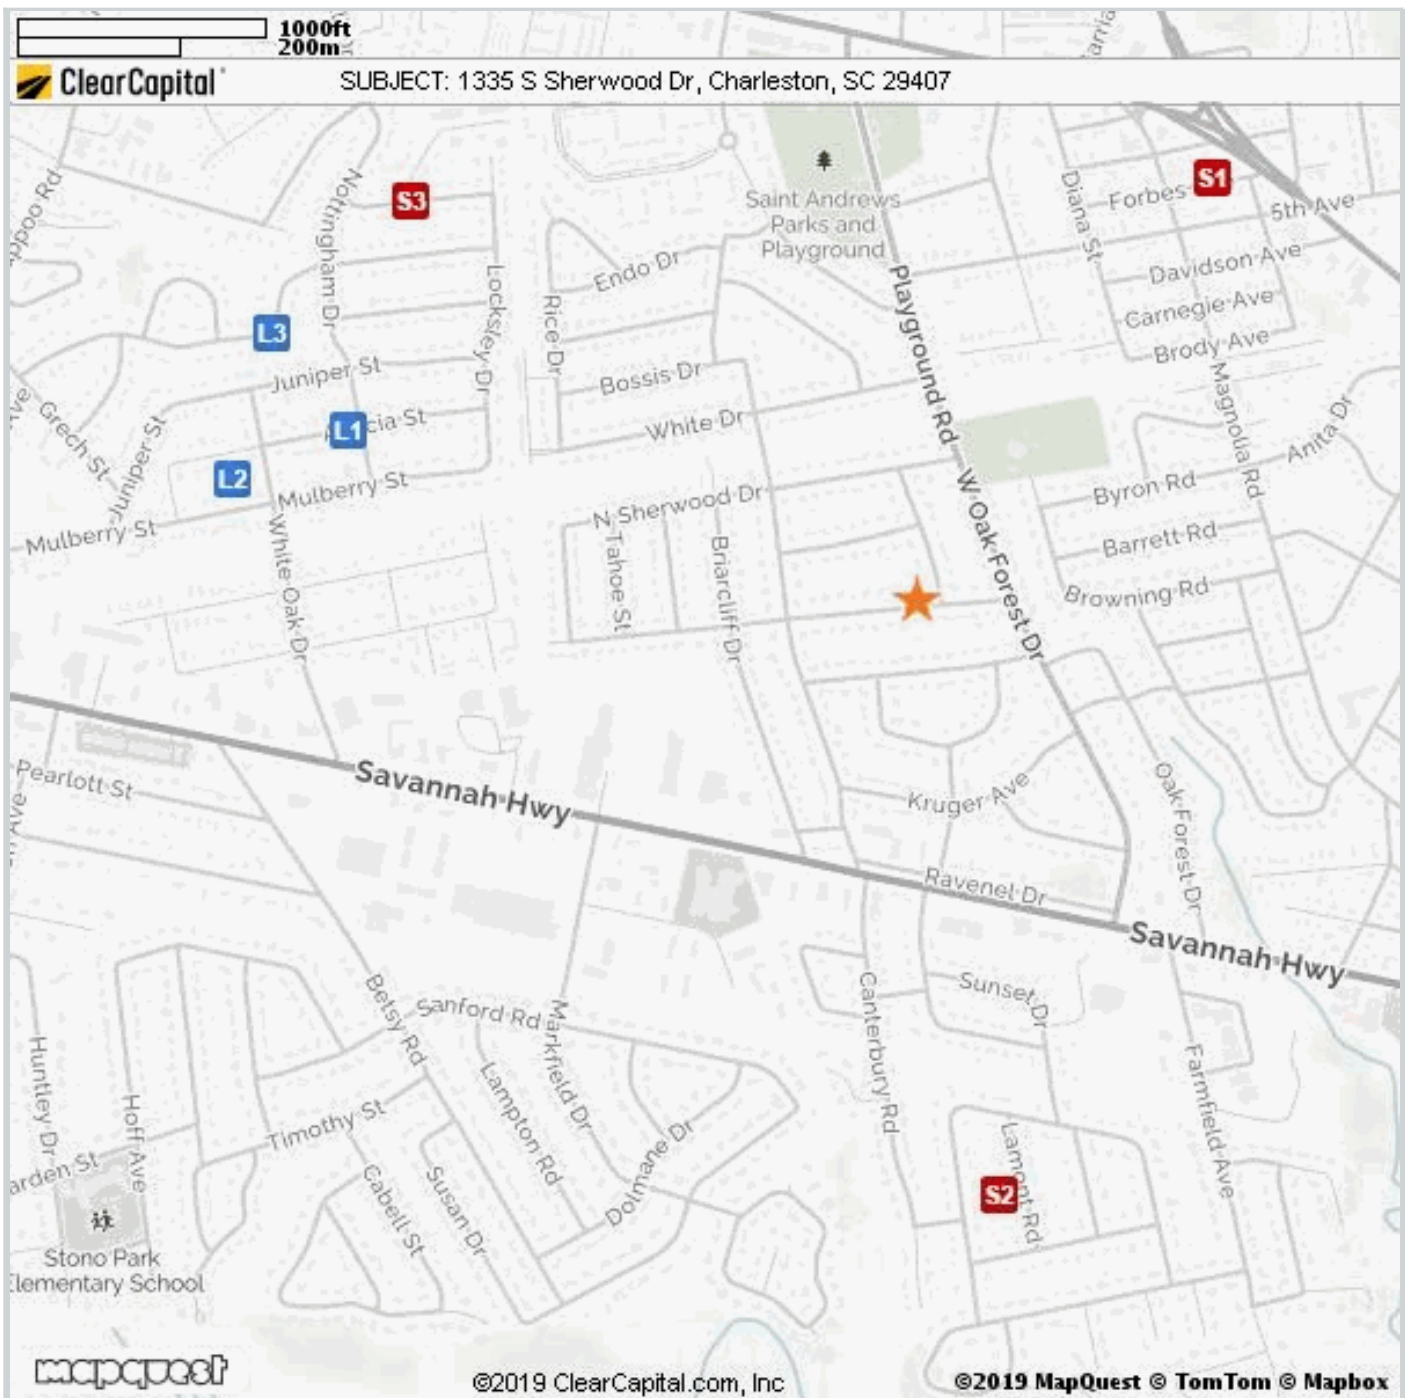 1000ft
200m
ClearCapital
SUBJECT: 1335 S Sherwood Dr, Charleston, SC 29407
Nottingham Dr
S3
Saint Andrews
Parks and
Playground
Diana St
Forbes
S1
5th Ave
Davidson Ave
Carnegie Ave
Brody Ave
Endo Dr
Rice Dr
Locksley Dr
Playground Rd
L3
Juniper St
Bossis Dr
White Dr
Magnolia Rd
Anita Dr
Grech St
Juniper St
L1
L2
Mulberry St
Mulberry St
White Oak Dr
N Sherwood Dr
Tahoe St
Briarcliff Dr
W Oak Forest Dr
Byron Rd
Barrett Rd
Browning Rd
Savannah Hwy
Pearlott St
Kruger Ave
Oak Forest Dr
Ravenel Dr
Savannah Hwy
Betsy Rd
Sanford Rd
Markfield Dr
Canterbury Rd
Sunset Dr
Farmfield Ave
Huntley Dr
Hoff Ave
Timothy St
Lampton Rd
Dolmane Dr
Lamont Rd
S2
Cabell St
Susan Dr
Stono Park
Elementary School
mapquest
©2019 ClearCapital.com, Inc
©2019 MapQuest © TomTom © Mapbox